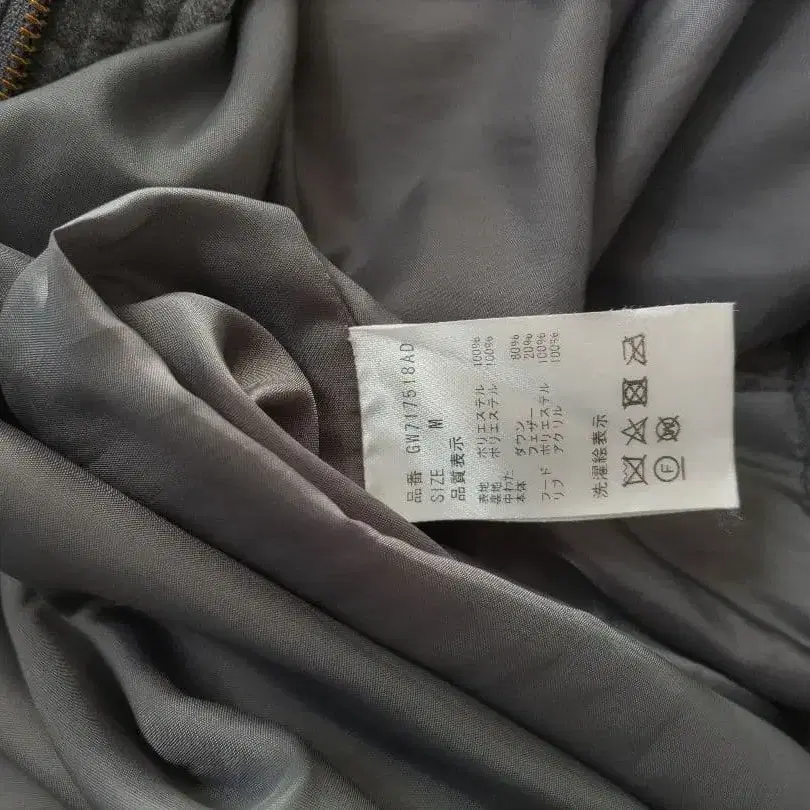 品番 GW717518AD
SIZE M
品質表示
表地 ポリエステル 100%
裏地 ポリエステル 100%
中わた
本体 ダウン 80%
フェザー 20%
フード ポリエステル 100%
リブ アクリル 100%
洗濯絵表示
F
W